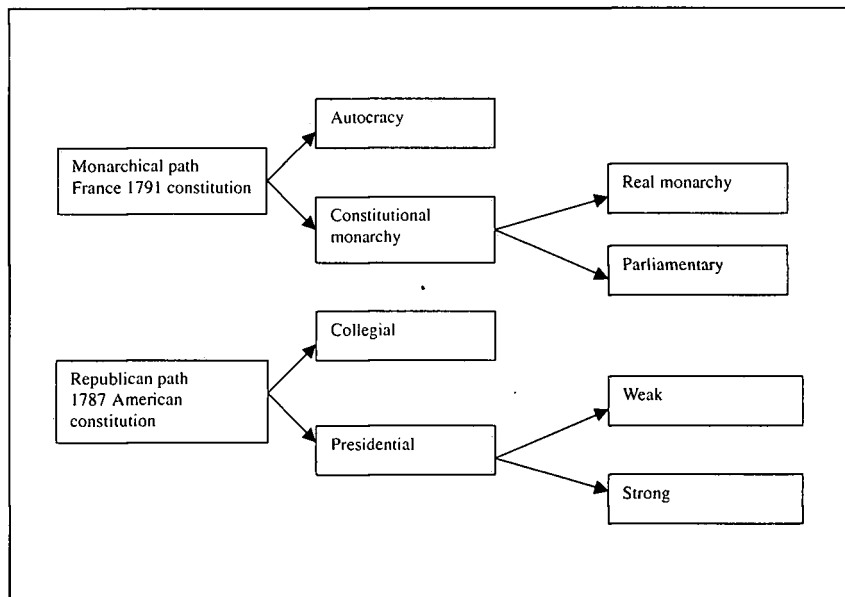 Autocracy
Monarchical path
France 1791 constitution
Real monarchy
Constitutional
monarchy
Parliamentary
Collegial
Republican path
1787 American
constitution
Weak
Presidential
Strong